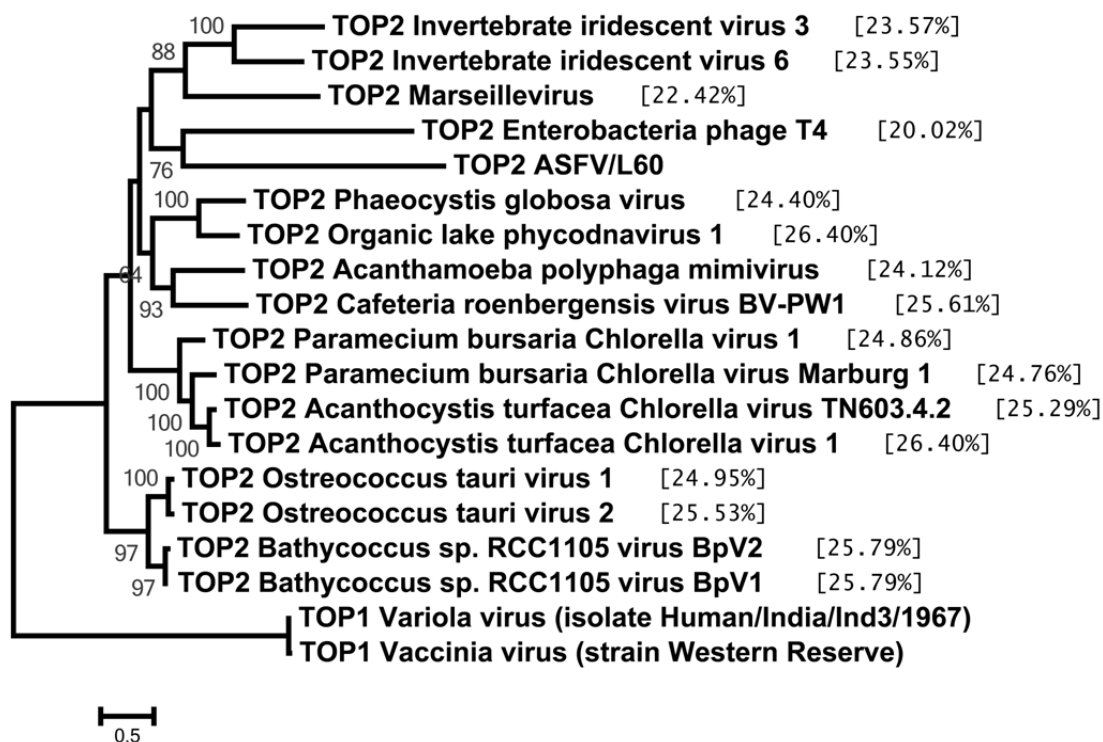 100
TOP2 Invertebrate iridescent virus 3 [23.57%]
88
TOP2 Invertebrate iridescent virus 6 [23.55%]
TOP2 Marseillevirus [22.42%]
TOP2 Enterobacteria phage T4 [20.02%]
76
TOP2 ASFV/L60
100
TOP2 Phaeocystis globosa virus [24.40%]
TOP2 Organic lake phycodnavirus 1 [26.40%]
64
TOP2 Acanthamoeba polyphaga mimivirus [24.12%]
93
TOP2 Cafeteria roenbergensis virus BV-PW1 [25.61%]
TOP2 Paramecium bursaria Chlorella virus 1 [24.86%]
100
TOP2 Paramecium bursaria Chlorella virus Marburg 1 [24.76%]
100
TOP2 Acanthocystis turfacea Chlorella virus TN603.4.2 [25.29%]
100
TOP2 Acanthocystis turfacea Chlorella virus 1 [26.40%]
100
TOP2 Ostreococcus tauri virus 1 [24.95%]
TOP2 Ostreococcus tauri virus 2 [25.53%]
97
TOP2 Bathycoccus sp. RCC1105 virus BpV2 [25.79%]
97
TOP2 Bathycoccus sp. RCC1105 virus BpV1 [25.79%]
TOP1 Variola virus (isolate Human/India/Ind3/1967)
TOP1 Vaccinia virus (strain Western Reserve)
0.5